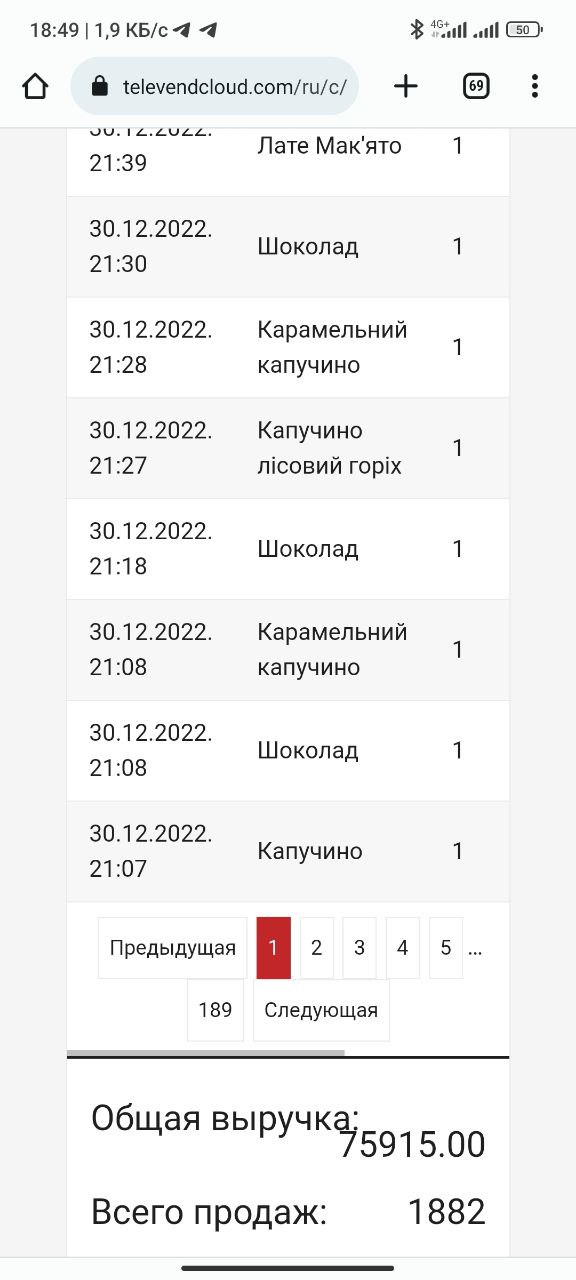 18:49 | 1,9 КБ/с
4G+
50
televendcloud.com/ru/c/
69
30.12.2022.
21:39
Лате Мак'ято
1
30.12.2022.
21:30
Шоколад
1
30.12.2022.
21:28
Карамельний
капучино
1
30.12.2022.
21:27
Капучино
лісовий горіх
1
30.12.2022.
21:18
Шоколад
1
30.12.2022.
21:08
Карамельний
капучино
1
30.12.2022.
21:08
Шоколад
1
30.12.2022.
21:07
Капучино
1
Предыдущая 1 2 3 4 5 ...
189 Следующая
Общая выручка:
75915.00
Всего продаж: 1882